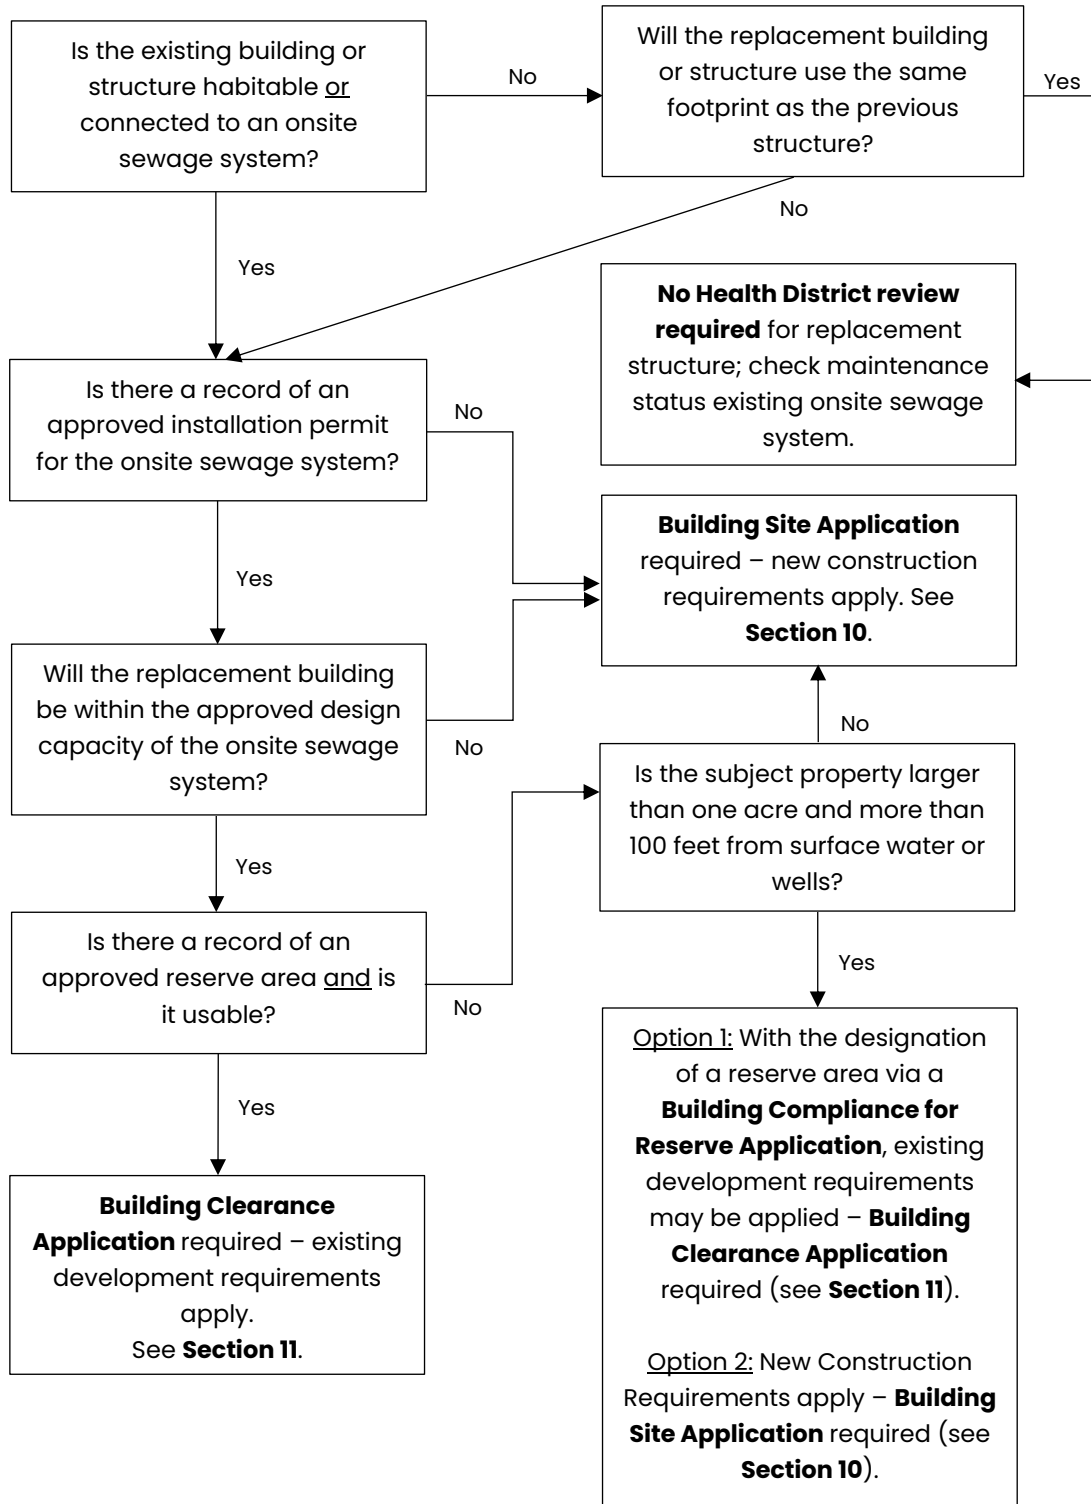 Is the existing building or
structure habitable or
connected to an onsite
sewage system?
No
Will the replacement building
or structure use the same
footprint as the previous
structure?
Yes
No
Yes
No Health District review
required for replacement
structure; check maintenance
status existing onsite sewage
system.
Is there a record of an
approved installation permit
for the onsite sewage system?
No
Building Site Application
required – new construction
requirements apply. See
Section 10.
Yes
Will the replacement building
be within the approved design
capacity of the onsite sewage
system?
No
No
Is the subject property larger
than one acre and more than
100 feet from surface water or
wells?
Yes
Is there a record of an
approved reserve area and is
it usable?
No
Yes
Option 1: With the designation
of a reserve area via a
Building Compliance for
Reserve Application, existing
development requirements
may be applied – Building
Clearance Application
required (see Section 11).
Option 2: New Construction
Requirements apply – Building
Site Application required (see
Section 10).
Yes
Building Clearance
Application required – existing
development requirements
apply.
See Section 11.